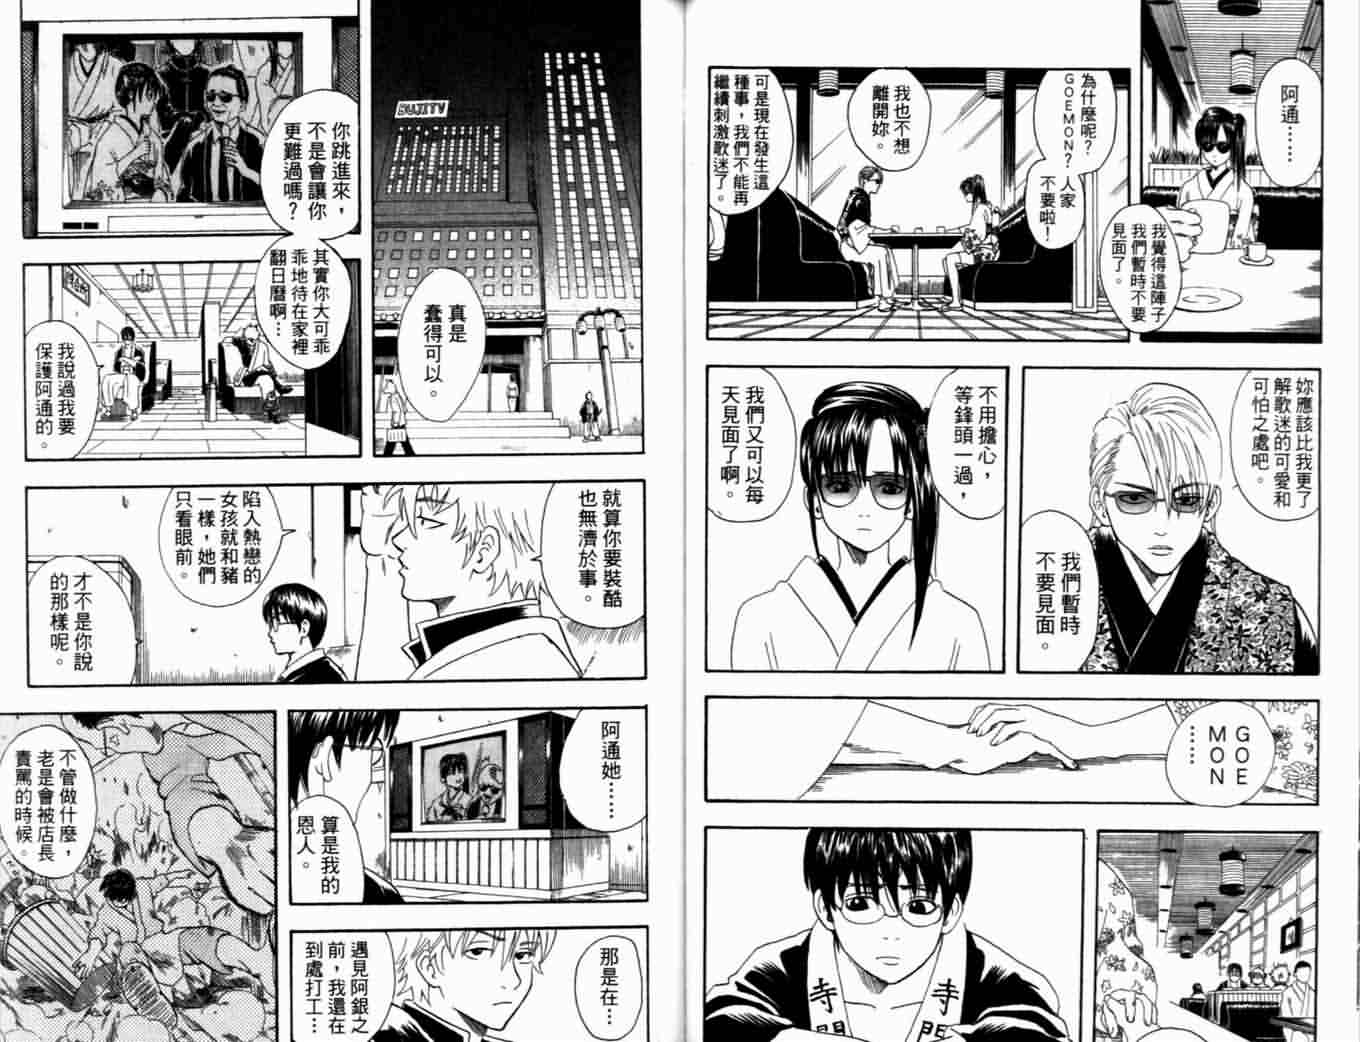 阿通……
我覺得這陣子
我們暫時不要
見面了。
為什麼呢？
GOEMON？人家
不要啦！
我也不想
離開妳。
可是現在發生這
種事，我們不能再
繼續刺激歌迷了。
妳應該比我更了
解歌迷的可愛和
可怕之處吧。
我們暫時
不要見面。
不用擔心，
等鋒頭一過，
我們又可以每
天見面了啊。
GOE
MON
……
寺門
寺門
BUJITV
真是
蠢得可以。
你跳進來，
不是會讓你
更難過嗎？
其實你大可乖
乖地待在家裡
翻日曆啊…
我說過我要
保護阿通的。
就算你要裝酷
也無濟於事。
陷入熱戀的
女孩就和豬
一樣，她們
只看眼前。
才不是你說
的那樣呢。
阿通她……
算是我的
恩人。
那是在…
遇見阿銀之
前，我還在
到處打工…
不管做什麼，
老是會被店長
責罵的時候。